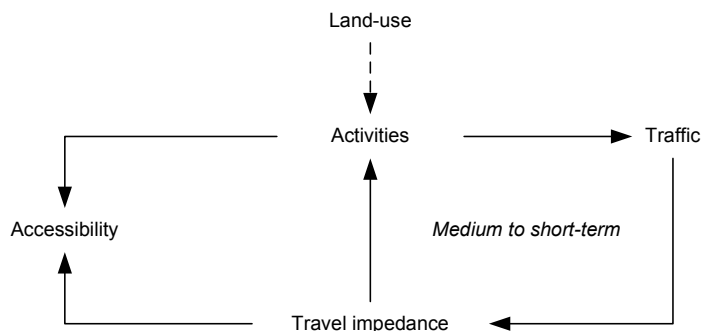 Land-use
Activities
Traffic
Accessibility
Medium to short-term
Travel impedance